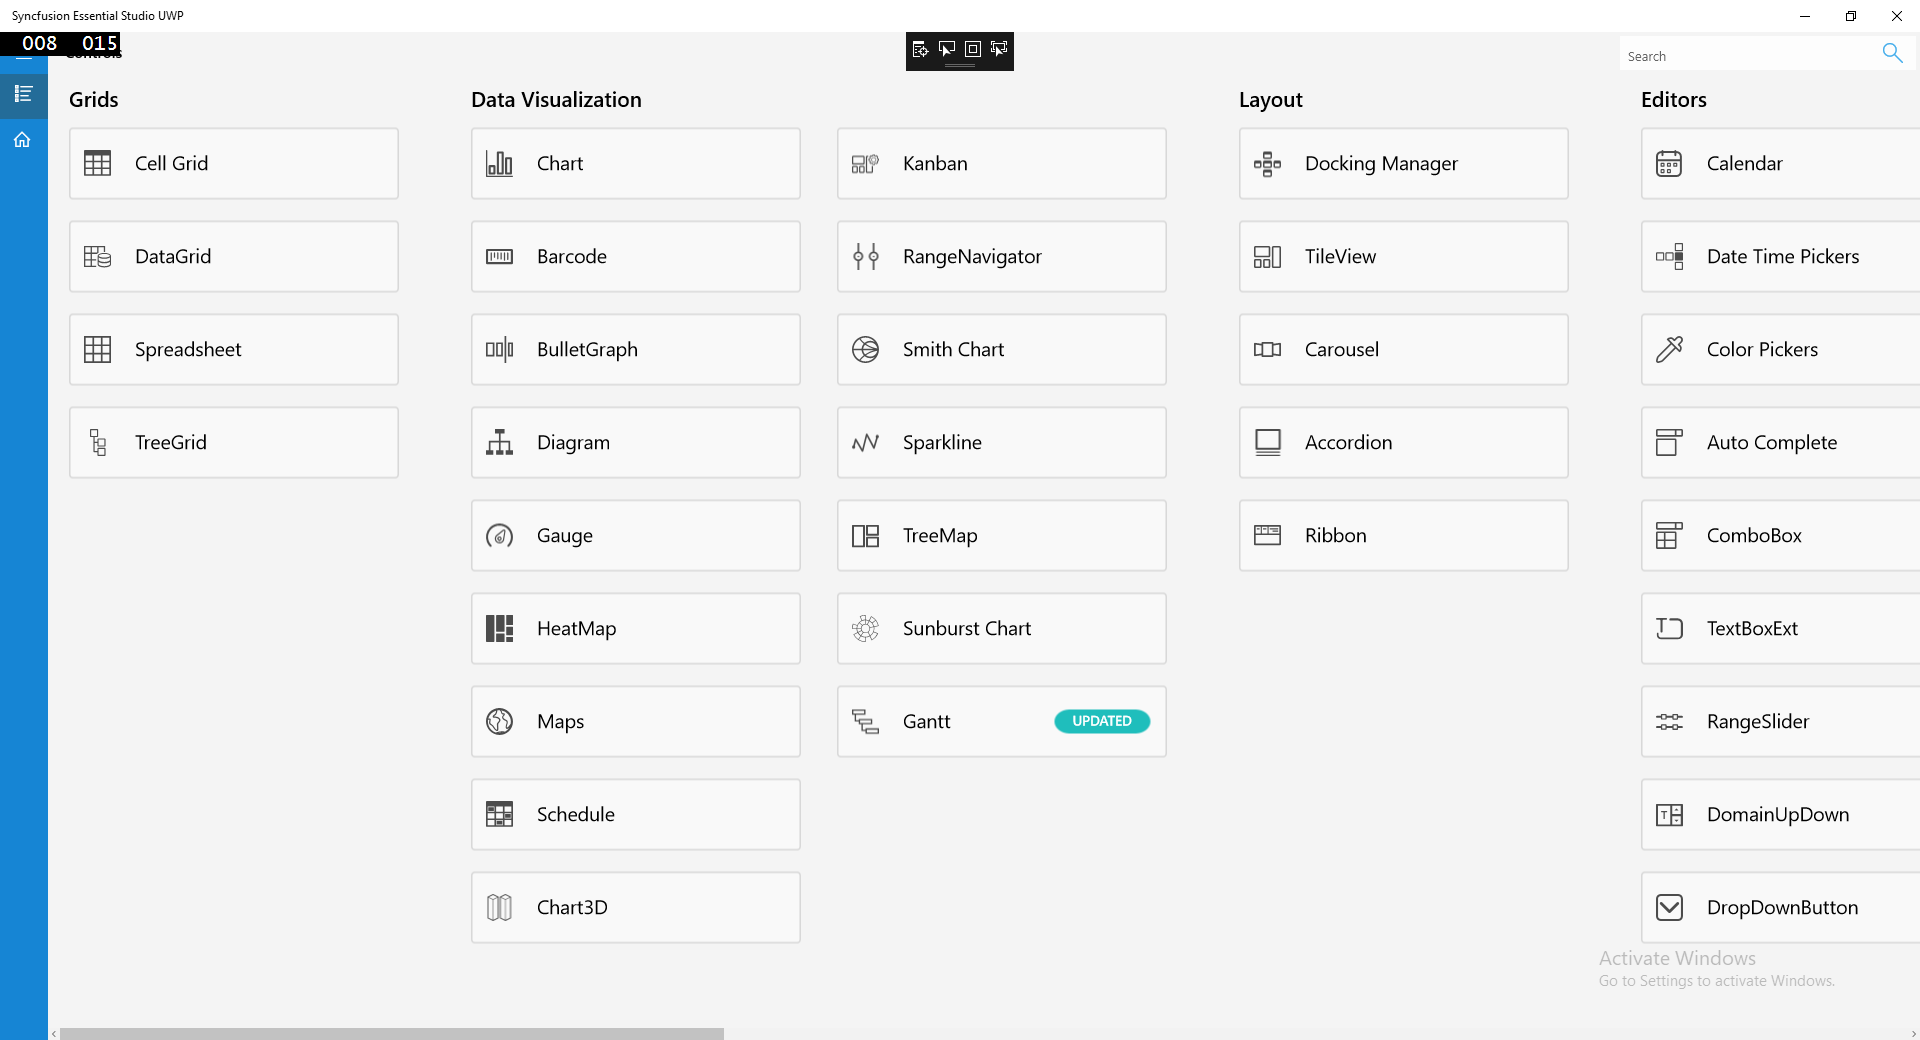 Syncfusion Essential Studio UWP
008 015
Controls
Search
Grids
Cell Grid
DataGrid
Spreadsheet
TreeGrid
Data Visualization
Chart
Barcode
BulletGraph
Diagram
Gauge
HeatMap
Maps
Schedule
Chart3D
Kanban
RangeNavigator
Smith Chart
Sparkline
TreeMap
Sunburst Chart
Gantt UPDATED
Layout
Docking Manager
TileView
Carousel
Accordion
Ribbon
Editors
Calendar
Date Time Pickers
Color Pickers
Auto Complete
ComboBox
TextBoxExt
RangeSlider
DomainUpDown
DropDownButton
Activate Windows
Go to Settings to activate Windows.